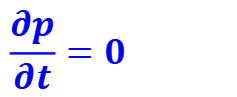 ∂p/∂t = 0